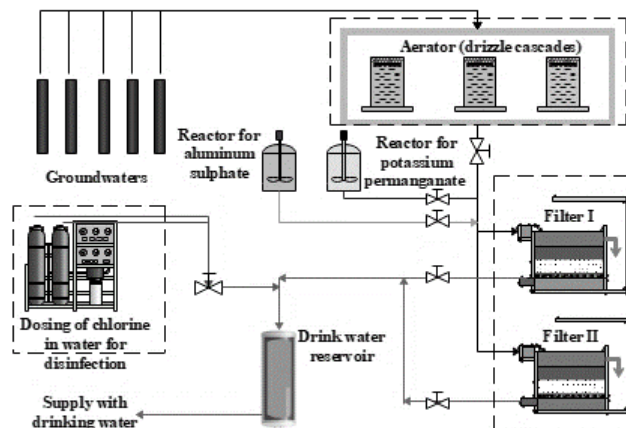 Aerator (drizzle cascades)
Reactor for
aluminum
sulphate
Reactor for
potassium
permanganate
Groundwaters
Filter I
Dosing of chlorine
in water for
disinfection
Drink water
reservoir
Filter II
Supply with
drinking water